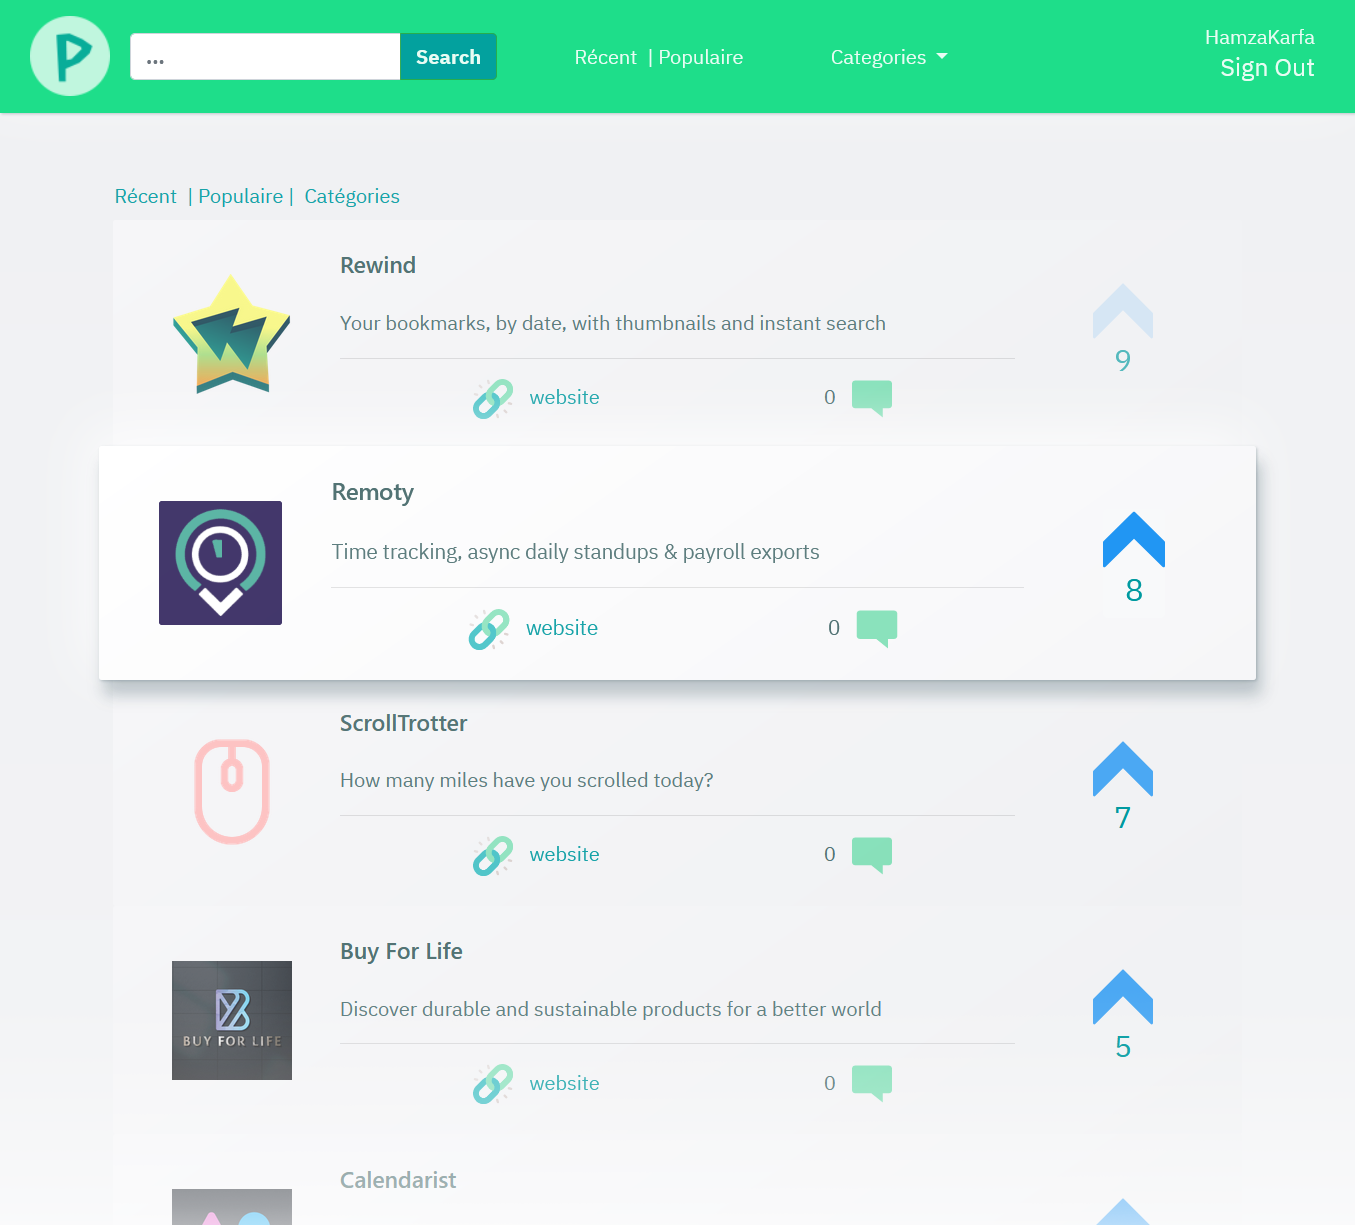 P
... Search Récent | Populaire Categories HamzaKarfa
Sign Out
Récent | Populaire | Catégories
Rewind
Your bookmarks, by date, with thumbnails and instant search
9
website 0
Remoty
Time tracking, async daily standups & payroll exports
8
website 0
ScrollTrotter
How many miles have you scrolled today?
7
website 0
Buy For Life
Discover durable and sustainable products for a better world
BUY FOR LIFE
5
website 0
Calendarist